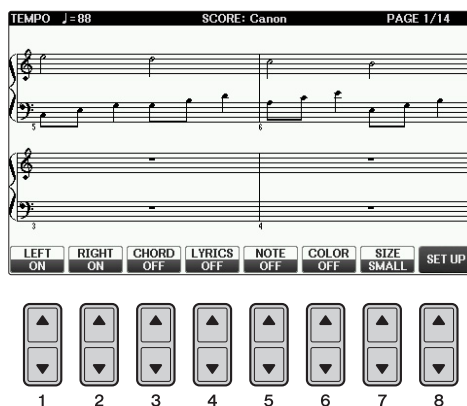 TEMPO ♩=88 SCORE: Canon PAGE 1/14
5 6
3 4
LEFT RIGHT CHORD LYRICS NOTE COLOR SIZE SET UP
ON ON OFF OFF OFF OFF SMALL
1 2 3 4 5 6 7 8